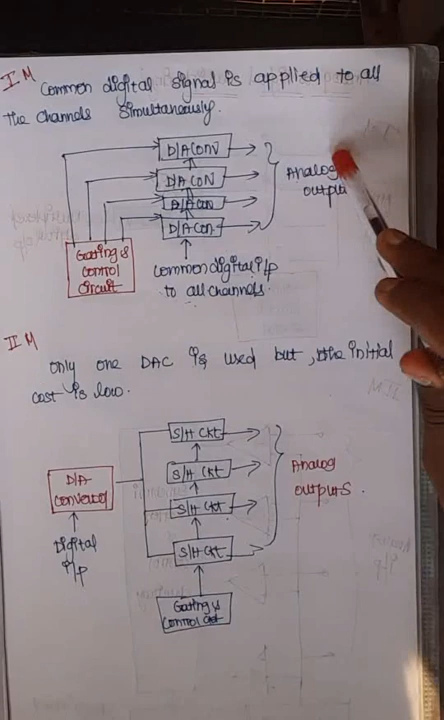 I M Common digital signal is applied to all
the channels simultaneously.
D/A CONV
D/A CON
D/A CON
D/A CON.
Analog
outpu
Gating &
control
circuit
Common digital i/p
to all channels.
II M
only one DAC is used but, the initial
cost is low.
S/H Ckt
S/H Ckt
S/H Ckt
S/H Ckt
D/A
Converter
Analog
outputs.
Digital
i/p
Gating &
control ckt